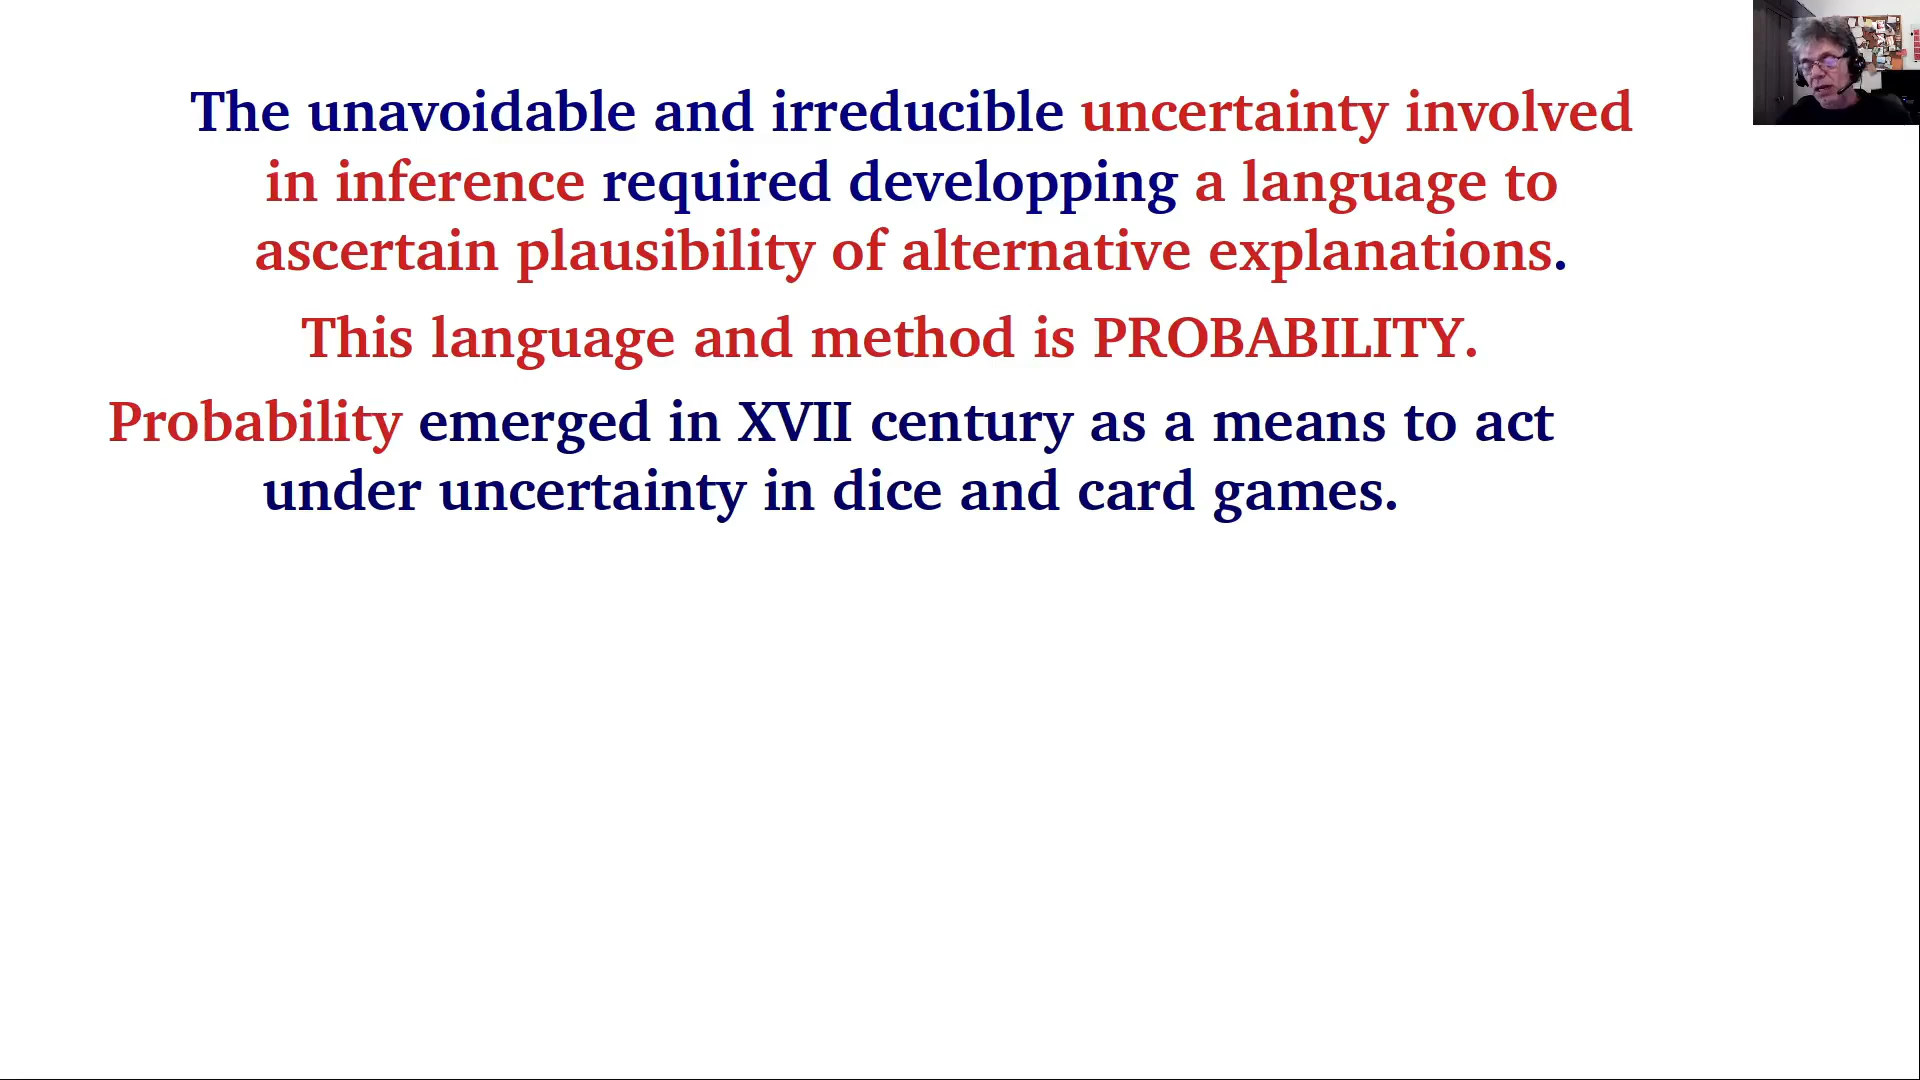 The unavoidable and irreducible uncertainty involved
in inference required developping a language to
ascertain plausibility of alternative explanations.
This language and method is PROBABILITY.
Probability emerged in XVII century as a means to act
under uncertainty in dice and card games.